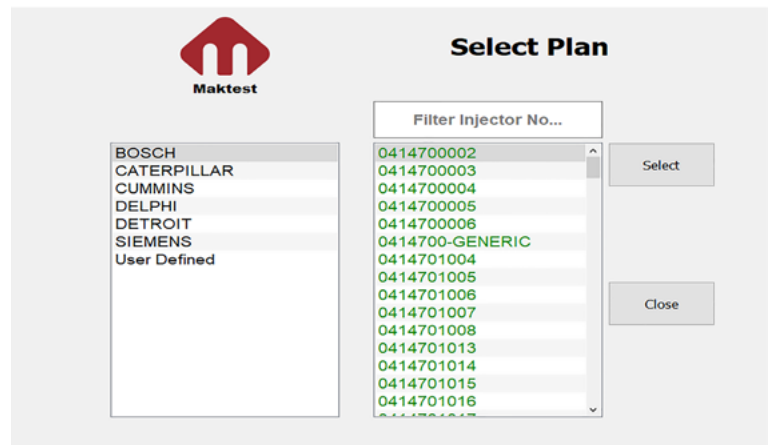 Maktest
Select Plan
Filter Injector No...
BOSCH
CATERPILLAR
CUMMINS
DELPHI
DETROIT
SIEMENS
User Defined
0414700002
0414700003
0414700004
0414700005
0414700006
0414700-GENERIC
0414701004
0414701005
0414701006
0414701007
0414701008
0414701013
0414701014
0414701015
0414701016
Select
Close